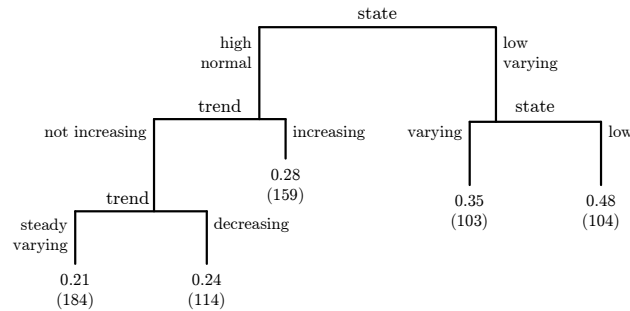 state
high
normal
low
varying
trend
state
not increasing
increasing
varying
low
0.28
(159)
0.35
(103)
0.48
(104)
trend
steady
varying
decreasing
0.21
(184)
0.24
(114)